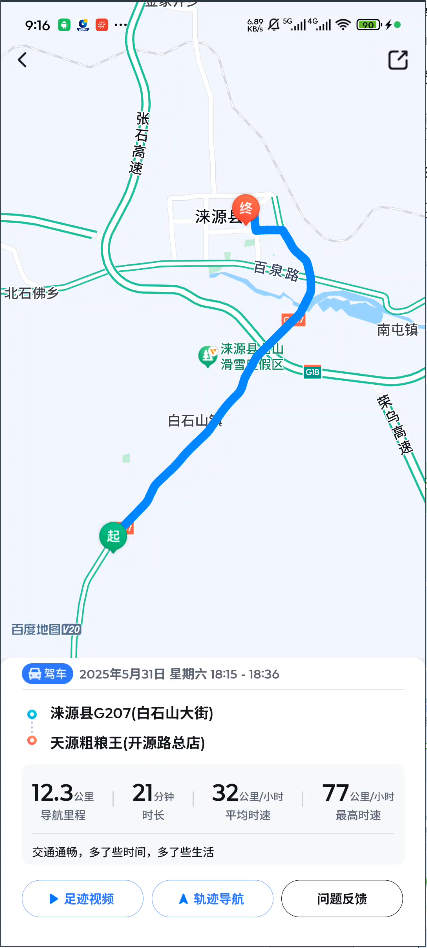 9:16
6.89
KB/s
5G
4G
90
张石高速
涞源县
终
百泉路
北石佛乡
南屯镇
滑雪度假区
G18
白石山镇
荣乌高速
起
百度地图V20
驾车 2025年5月31日 星期六 18:15 - 18:36
涞源县G207(白石山大街)
天源粗粮王(开源路总店)
12.3公里 21分钟 32公里/小时 77公里/小时
导航里程 时长 平均时速 最高时速
交通通畅，多了些时间，多了些生活
足迹视频 轨迹导航 问题反馈